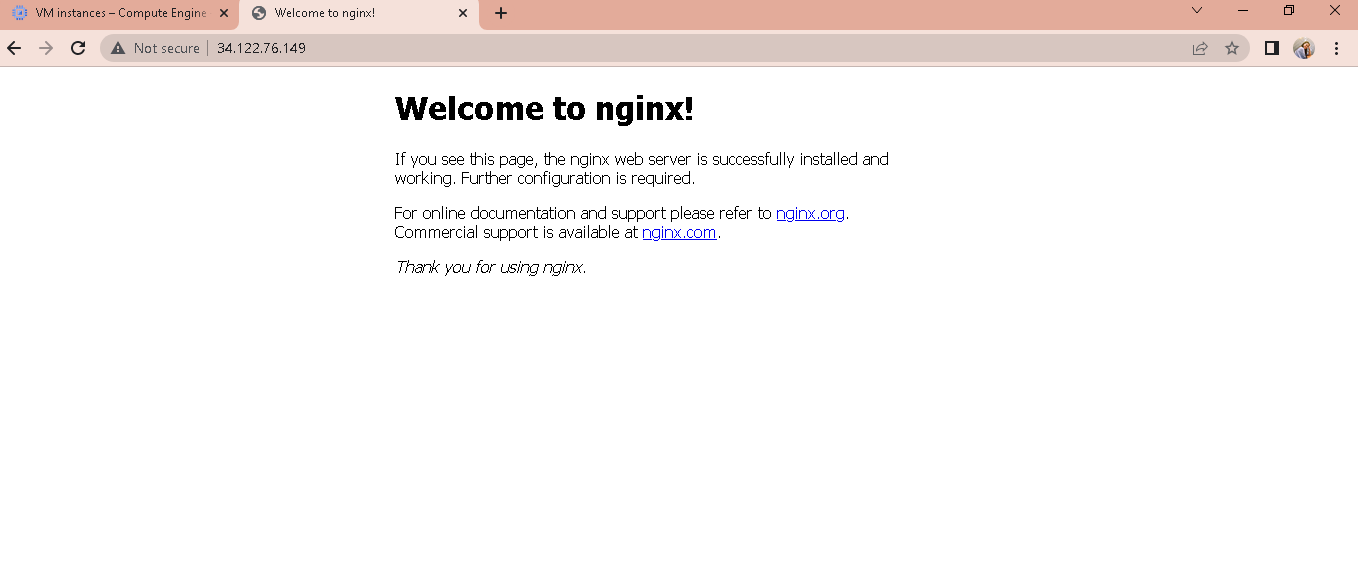 VM instances – Compute Engine
Welcome to nginx!
Not secure
34.122.76.149
Welcome to nginx!
If you see this page, the nginx web server is successfully installed and
working. Further configuration is required.
For online documentation and support please refer to nginx.org.
Commercial support is available at nginx.com.
Thank you for using nginx.